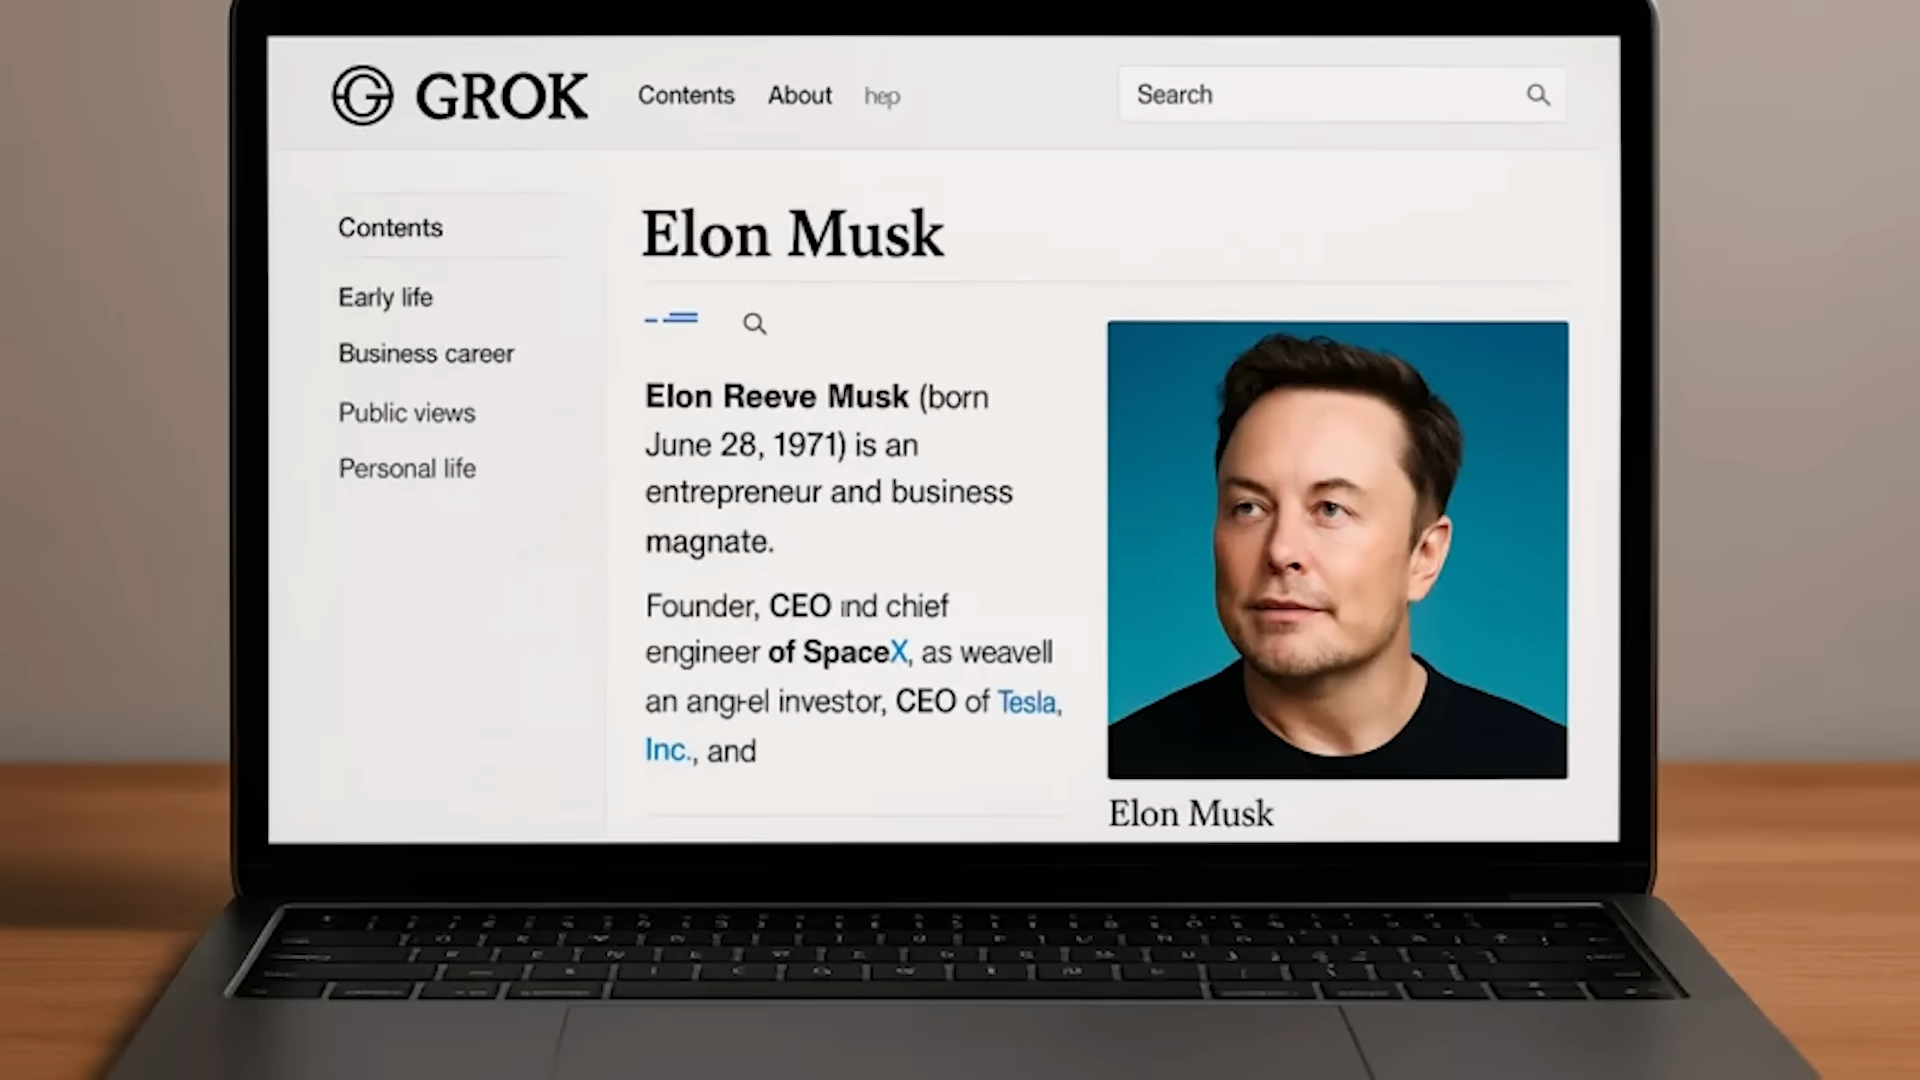 GROK
Contents About hep
Search
Contents
Early life
Business career
Public views
Personal life
Elon Musk
Elon Reeve Musk (born
June 28, 1971) is an
entrepreneur and business
magnate.
Founder, CEO ınd chief
engineer of SpaceX, as weavell
an ang-el investor, CEO of Tesla,
Inc., and
Elon Musk